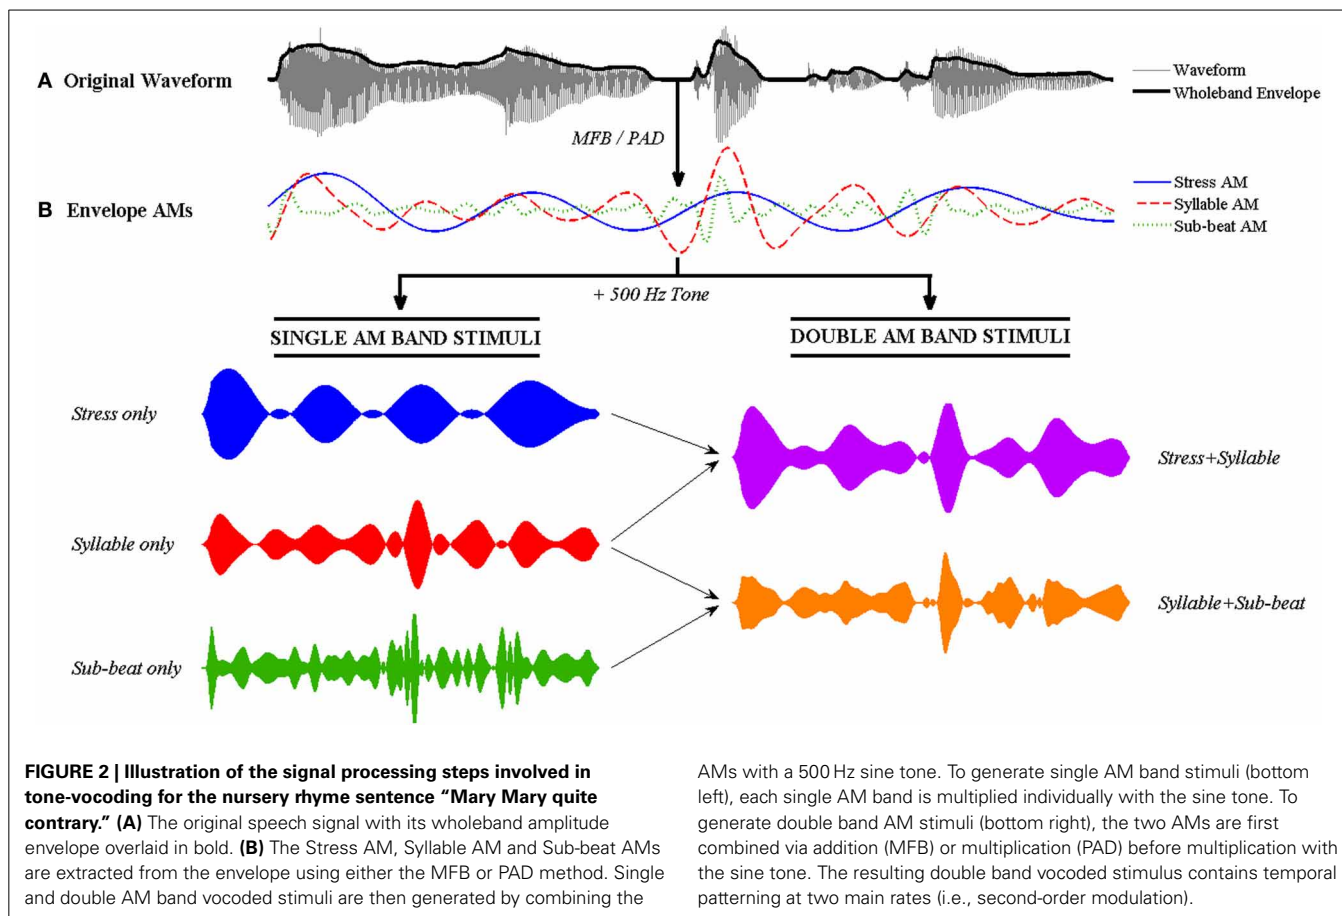 A Original Waveform
Waveform
Wholeband Envelope
MFB / PAD
B Envelope AMs
Stress AM
Syllable AM
Sub-beat AM
+ 500 Hz Tone
SINGLE AM BAND STIMULI
DOUBLE AM BAND STIMULI
Stress only
Stress+Syllable
Syllable only
Syllable+Sub-beat
Sub-beat only
FIGURE 2 | Illustration of the signal processing steps involved in
tone-vocoding for the nursery rhyme sentence “Mary Mary quite
contrary.” (A) The original speech signal with its wholeband amplitude
envelope overlaid in bold. (B) The Stress AM, Syllable AM and Sub-beat AMs
are extracted from the envelope using either the MFB or PAD method. Single
and double AM band vocoded stimuli are then generated by combining the
AMs with a 500 Hz sine tone. To generate single AM band stimuli (bottom
left), each single AM band is multiplied individually with the sine tone. To
generate double band AM stimuli (bottom right), the two AMs are first
combined via addition (MFB) or multiplication (PAD) before multiplication with
the sine tone. The resulting double band vocoded stimulus contains temporal
patterning at two main rates (i.e., second-order modulation).